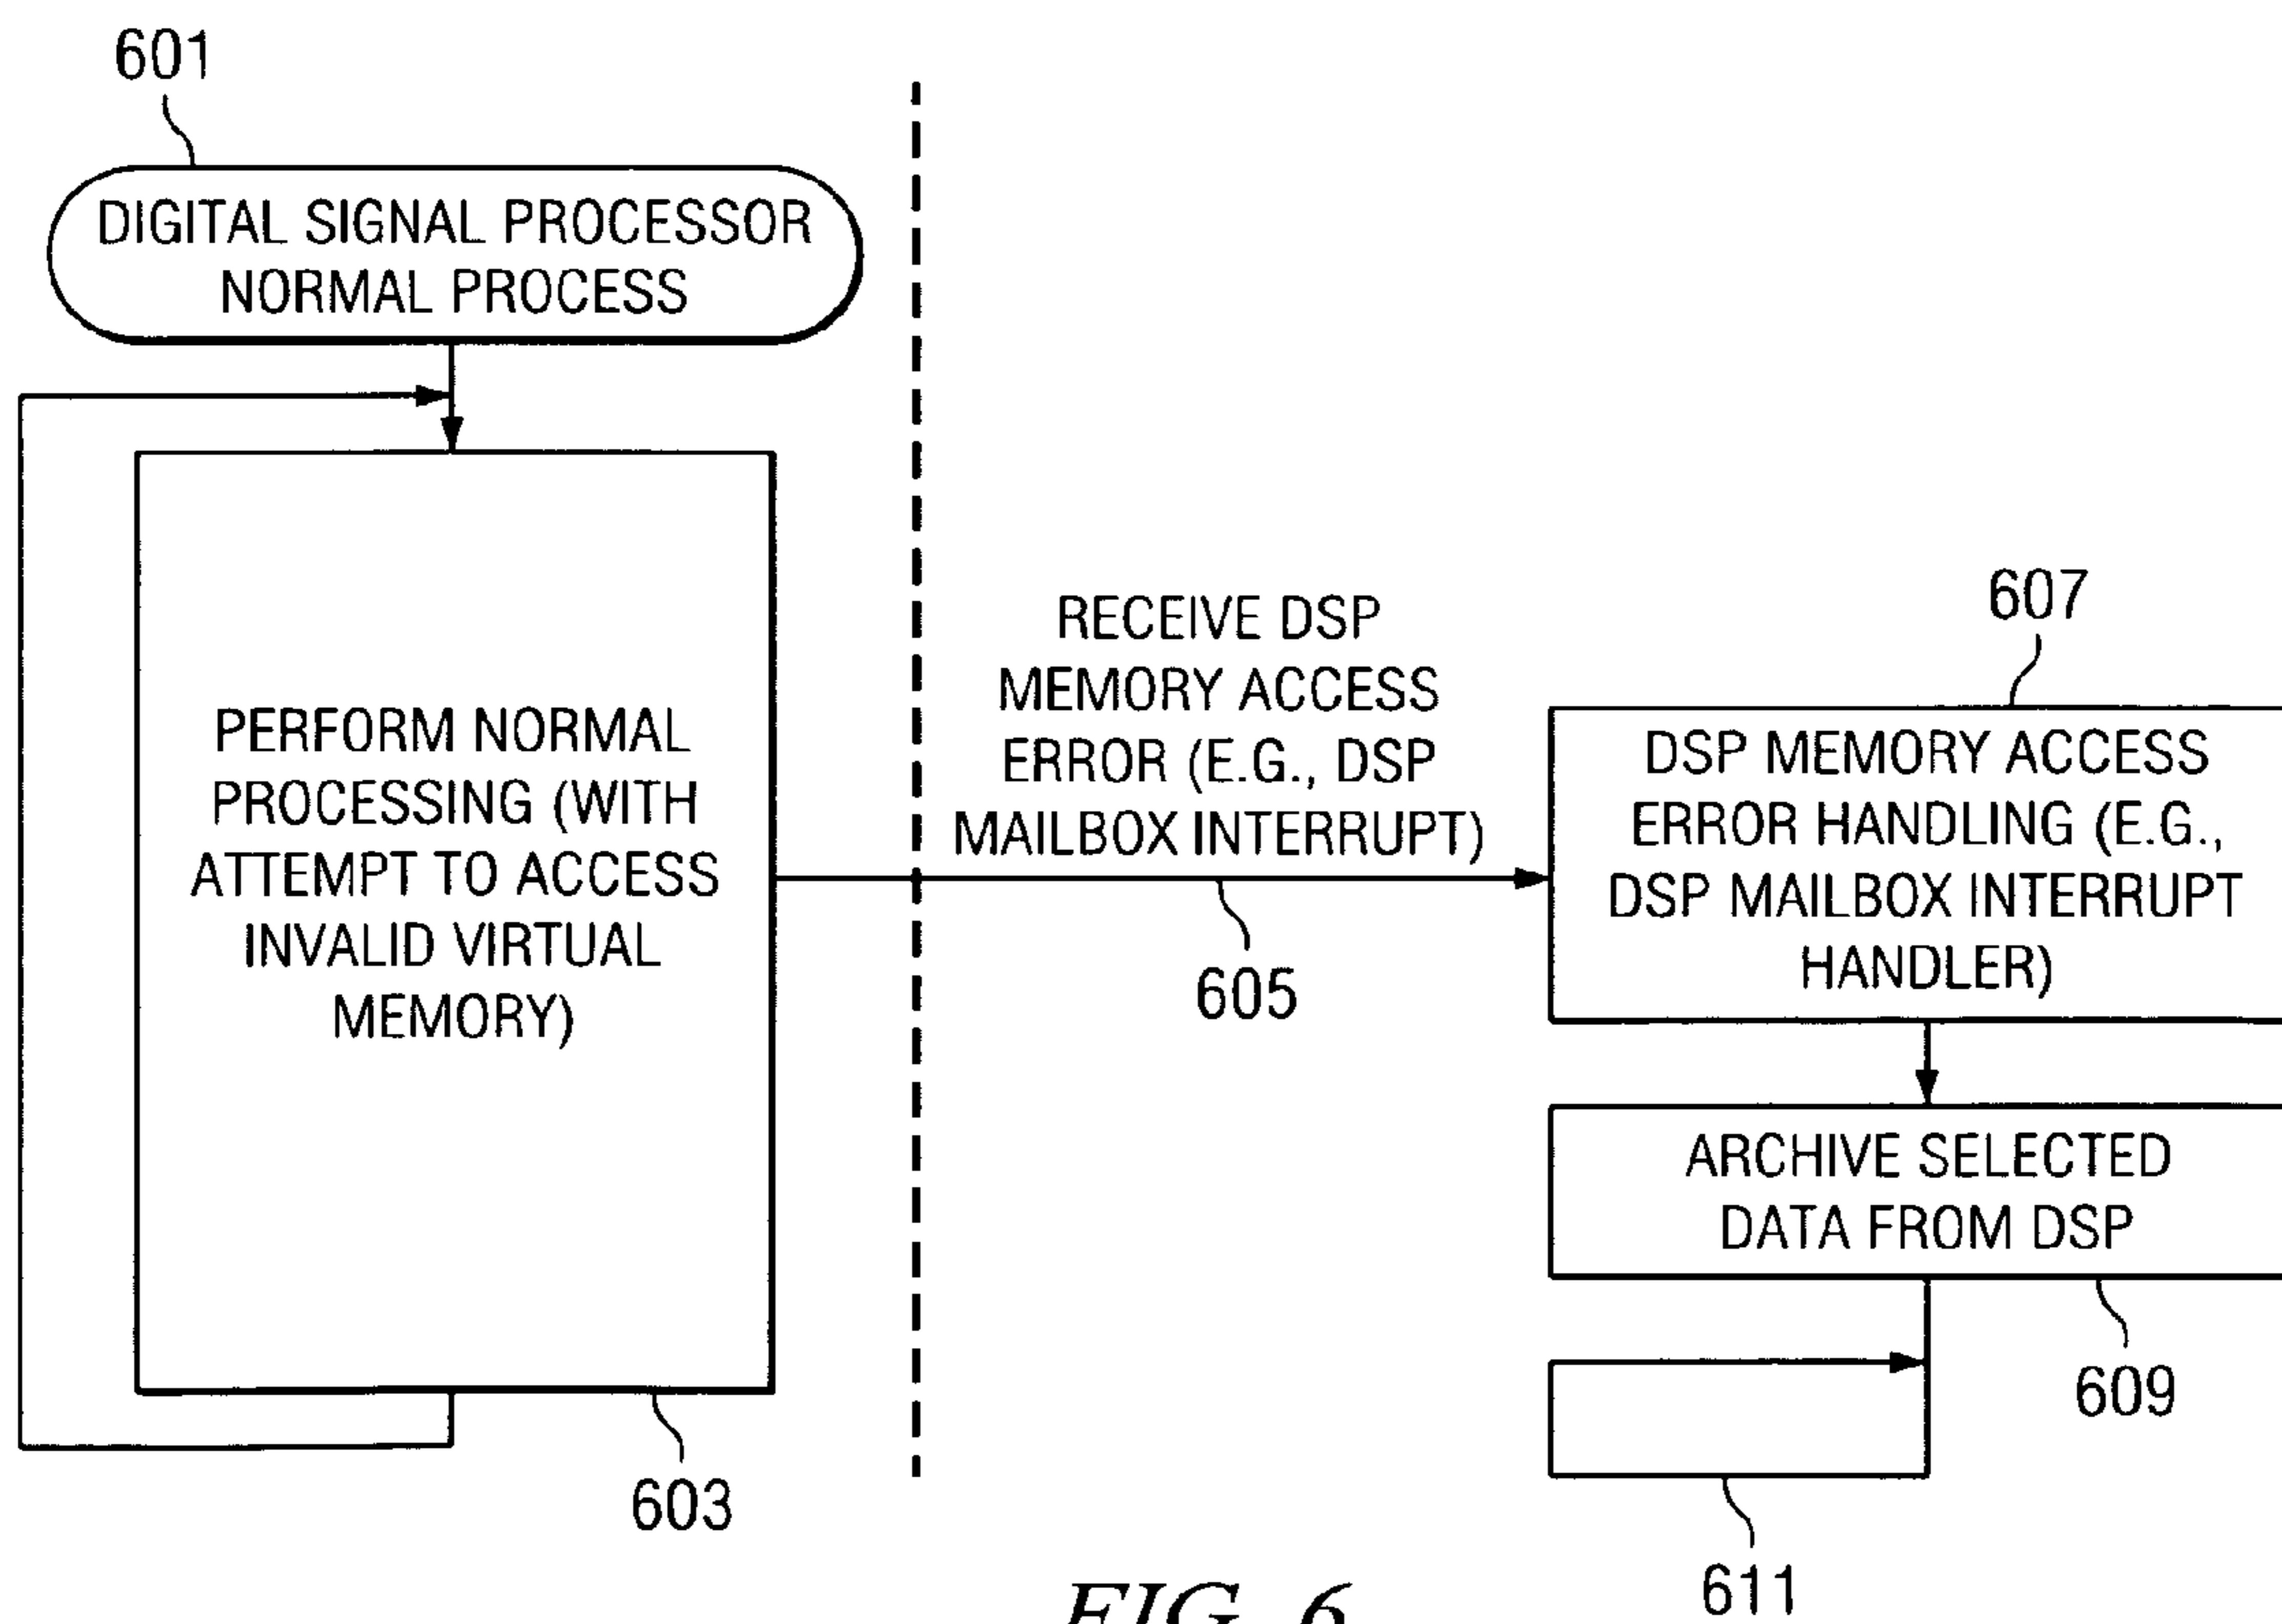 601
DIGITAL SIGNAL PROCESSOR
NORMAL PROCESS
PERFORM NORMAL
PROCESSING (WITH
ATTEMPT TO ACCESS
INVALID VIRTUAL
MEMORY)
603
RECEIVE DSP
MEMORY ACCESS
ERROR (E.G., DSP
MAILBOX INTERRUPT)
605
607
DSP MEMORY ACCESS
ERROR HANDLING (E.G.,
DSP MAILBOX INTERRUPT
HANDLER)
ARCHIVE SELECTED
DATA FROM DSP
609
611
FIG. 6